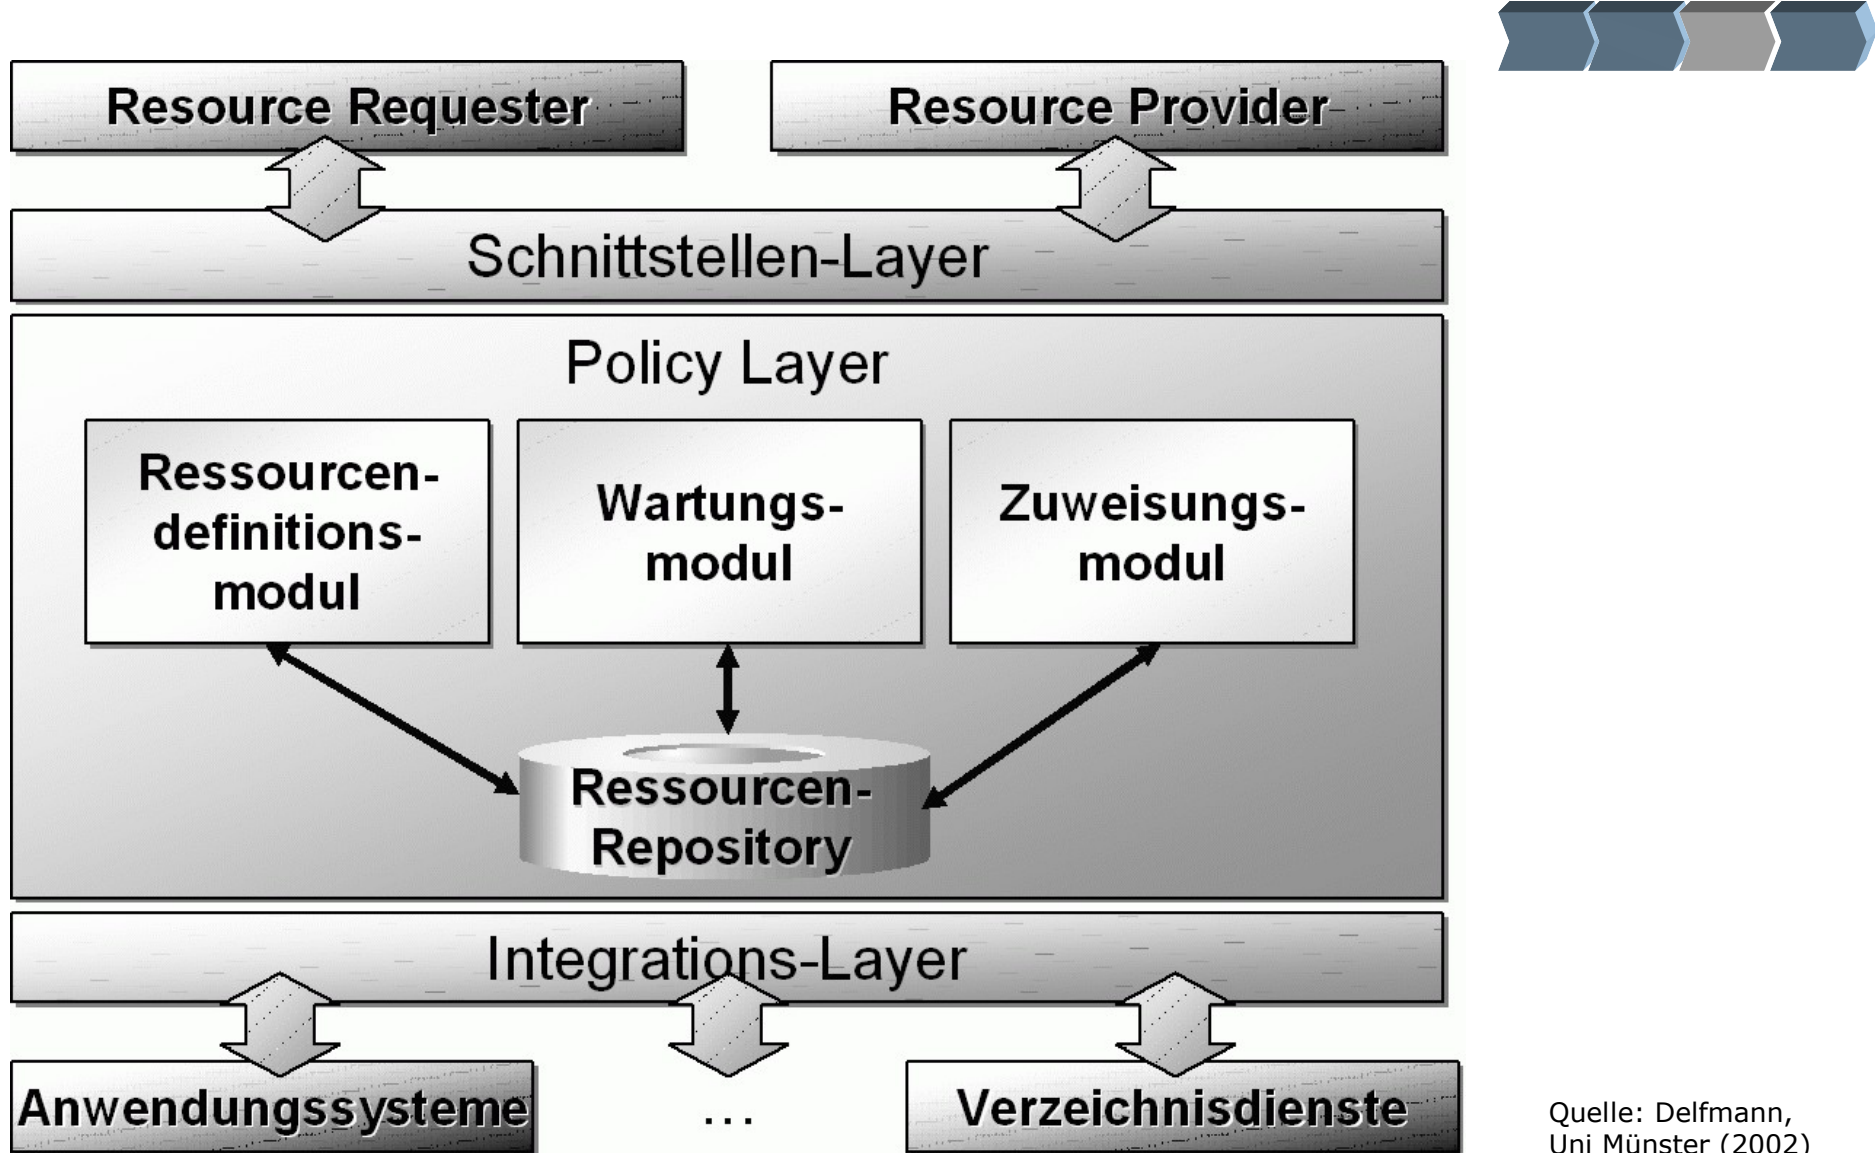 Resource Requester
Resource Provider
Schnittstellen-Layer
Policy Layer
Ressourcen-
definitions-
modul
Wartungs-
modul
Zuweisungs-
modul
Ressourcen-
Repository
Integrations-Layer
Anwendungssysteme
...
Verzeichnisdienste
Quelle: Delfmann,
Uni Münster (2002)